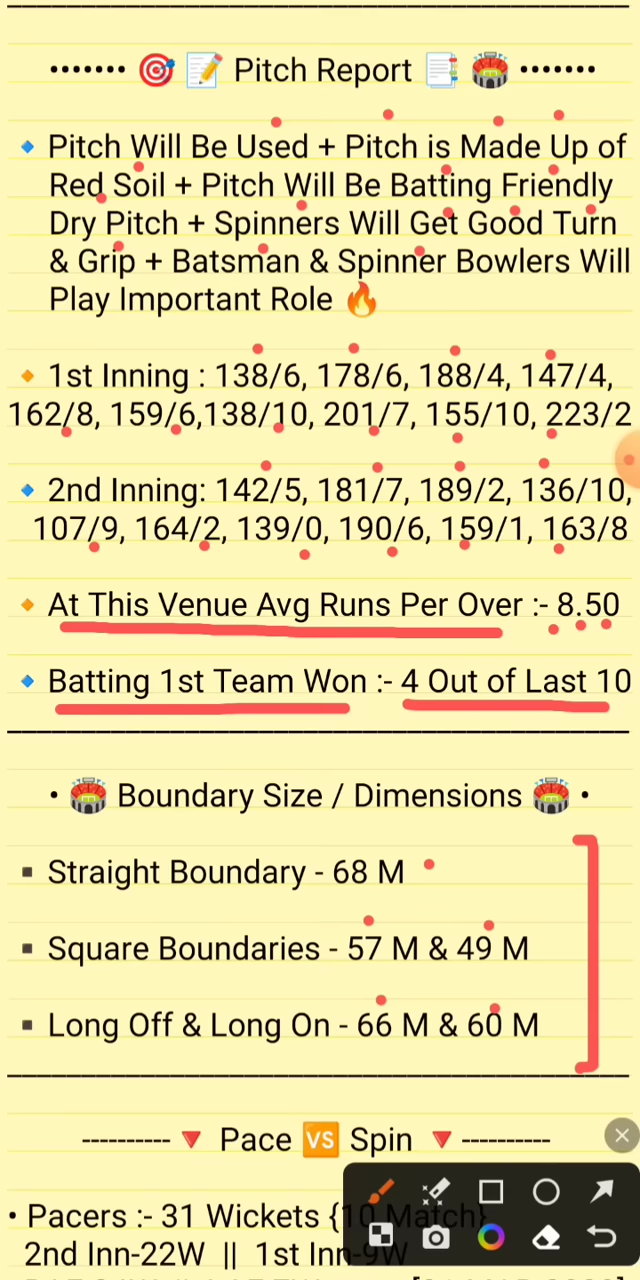 ••••••• 🎯 📝 Pitch Report 📑 🏟️ •••••••
🔹 Pitch Will Be Used + Pitch is Made Up of
Red Soil + Pitch Will Be Batting Friendly
Dry Pitch + Spinners Will Get Good Turn
& Grip + Batsman & Spinner Bowlers Will
Play Important Role 🔥
🔸 1st Inning : 138/6, 178/6, 188/4, 147/4,
162/8, 159/6,138/10, 201/7, 155/10, 223/2
🔹 2nd Inning: 142/5, 181/7, 189/2, 136/10,
107/9, 164/2, 139/0, 190/6, 159/1, 163/8
🔸 At This Venue Avg Runs Per Over :- 8.50
🔹 Batting 1st Team Won :- 4 Out of Last 10
• 🏟️ Boundary Size / Dimensions 🏟️ •
▪️ Straight Boundary - 68 M
▪️ Square Boundaries - 57 M & 49 M
▪️ Long Off & Long On - 66 M & 60 M
----------🔻 Pace 🆚 Spin 🔻----------
• Pacers :- 31 Wickets {10 Match}
2nd Inn-22W || 1st Inn-9W